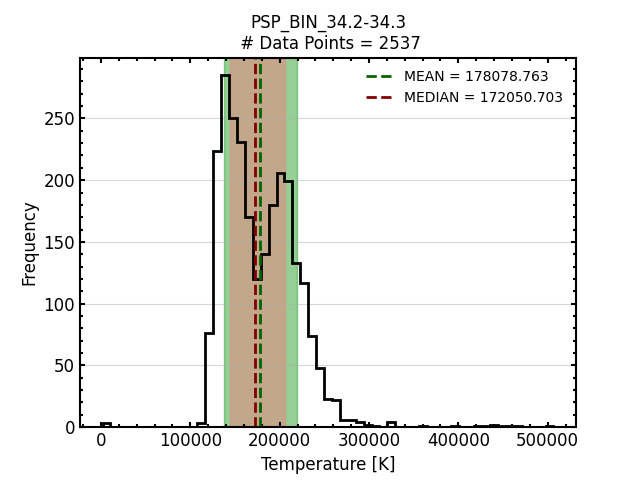 PSP_BIN_34.2-34.3
# Data Points = 2537
MEAN = 178078.763
MEDIAN = 172050.703
Frequency
250
200
150
100
50
0
0 100000 200000 300000 400000 500000
Temperature [K]